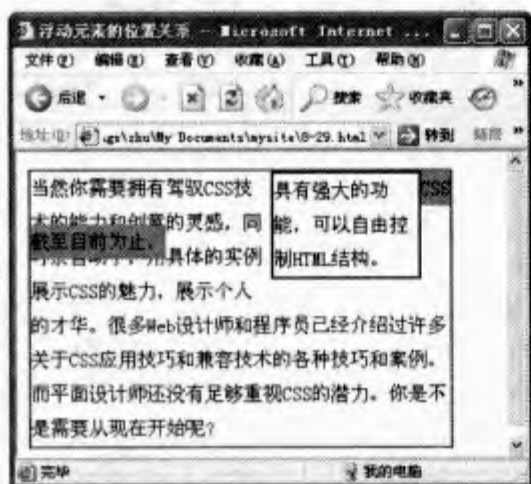 浮动元素的位置关系 - Microsoft Internet ...
文件(F) 编辑(E) 查看(V) 收藏(A) 工具(T) 帮助(H)
后退 搜索 收藏夹
地址(D) gs\zhu\My Documents\mysite\8-29.html 转到 链接
当然你需要拥有驾驭CSS技
术的能力和创意的灵感，同
截至目前为止，
具体的实例
展示CSS的魅力，展示个人
具有强大的功
能，可以自由控
制HTML结构。
CSS
的才华。很多Web设计师和程序员已经介绍过许多
关于CSS应用技巧和兼容技术的各种技巧和案例。
而平面设计师还没有足够重视CSS的潜力。你是不
是需要从现在开始呢？
完毕 我的电脑